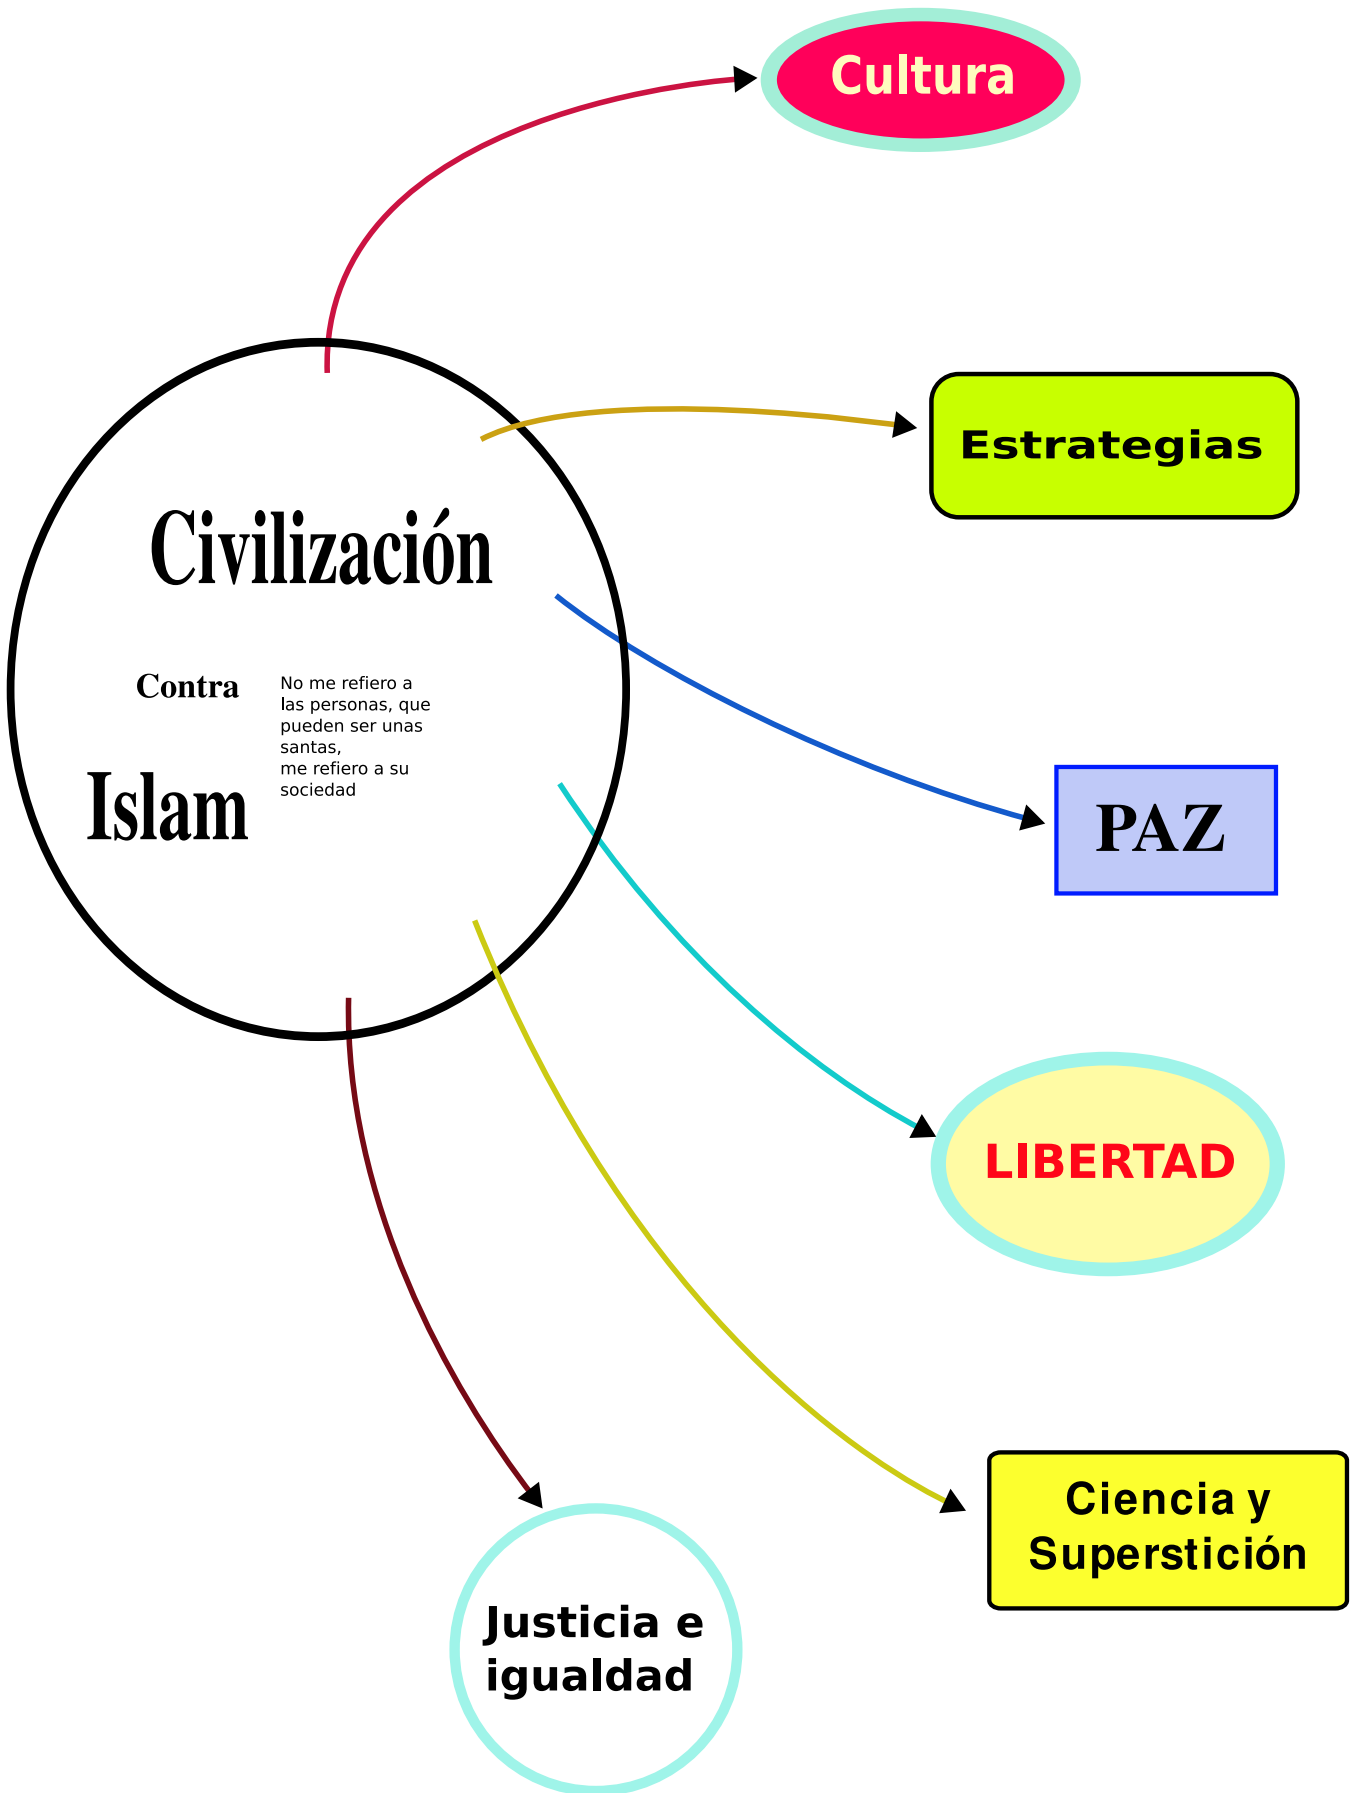 Cultura
Estrategias
Civilización
Contra
No me refiero a
las personas, que
pueden ser unas
santas,
me refiero a su
sociedad
Islam
PAZ
LIBERTAD
Ciencia y
Superstición
Justicia e
igualdad